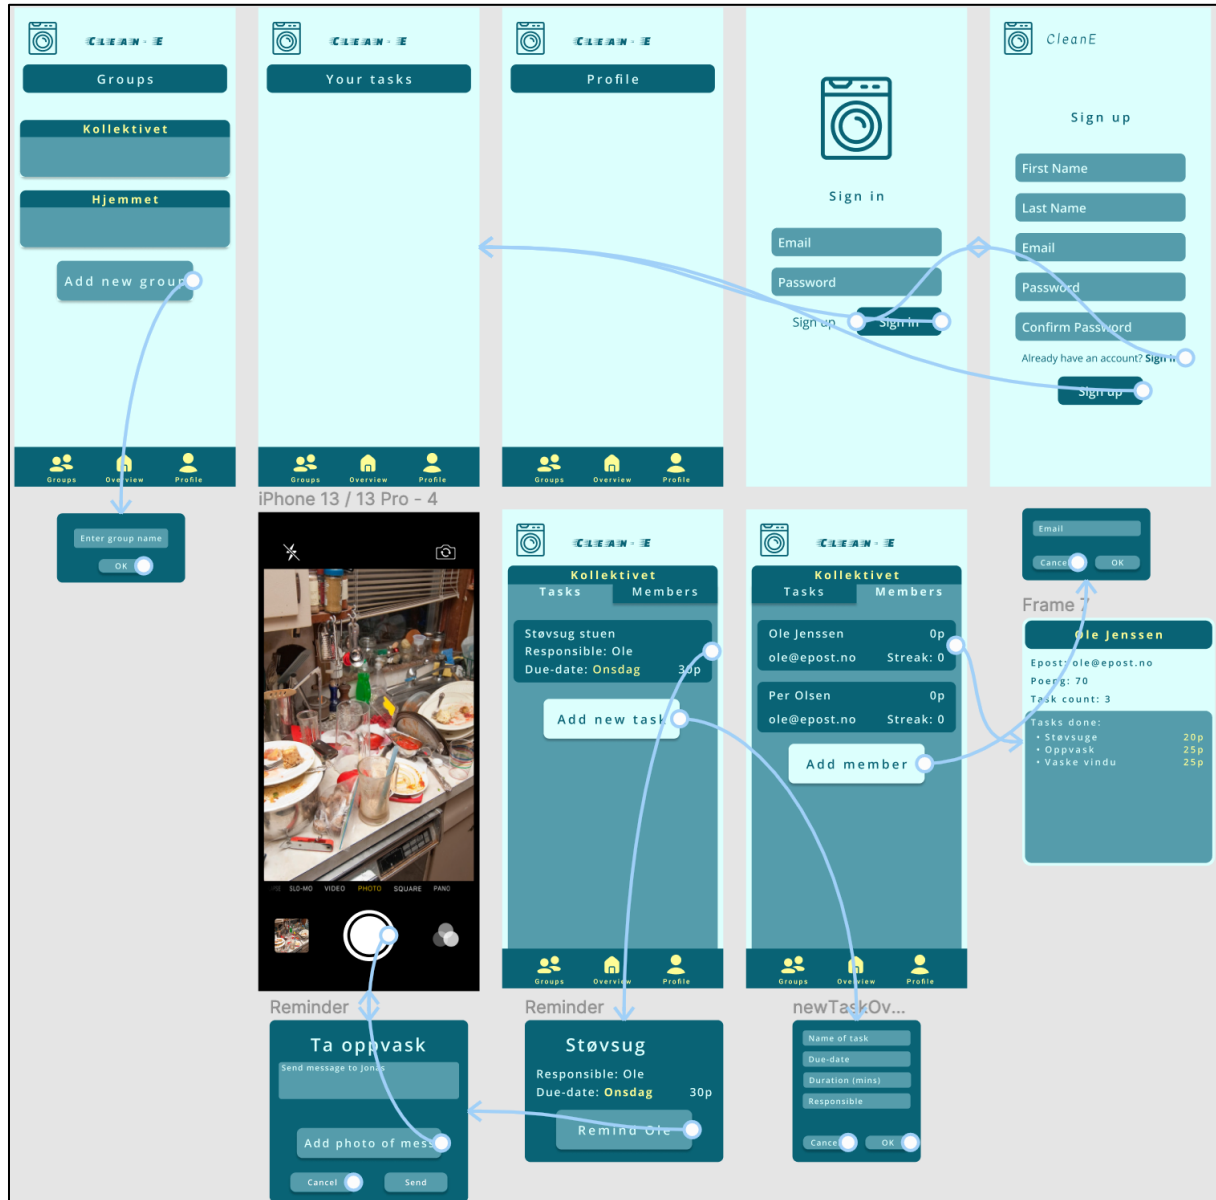 CLEAN-E
Groups
Kollektivet
Hjemmet
Add new group
Groups
Overview
Profile
CLEAN-E
Your tasks
Groups
Overview
Profile
CLEAN-E
Profile
Groups
Overview
Profile
Sign in
Email
Password
Sign up
Sign in
CleanE
Sign up
First Name
Last Name
Email
Password
Confirm Password
Already have an account? Sign in
Sign up
Enter group name
OK
iPhone 13 / 13 Pro - 4
SLO-MO
VIDEO
PHOTO
SQUARE
PANO
CLEAN-E
Kollektivet
Tasks
Members
Støvsug stuen
Responsible: Ole
Due-date: Onsdag
30p
Add new task
Groups
Overview
Profile
CLEAN-E
Kollektivet
Tasks
Members
Ole Jenssen
0p
ole@epost.no
Streak: 0
Per Olsen
0p
ole@epost.no
Streak: 0
Add member
Groups
Overview
Profile
Email
Cancel
OK
Frame 7
Ole Jenssen
Epost: ole@epost.no
Poeng: 70
Task count: 3
Tasks done:
• Støvsuge 20p
• Oppvask 25p
• Vaske vindu 25p
Reminder
Ta oppvask
Send message to Jonas
Add photo of mess
Cancel
Send
Reminder
Støvsug
Responsible: Ole
Due-date: Onsdag
30p
Remind Ole
newTaskOv...
Name of task
Due-date
Duration (mins)
Responsible
Cancel
OK